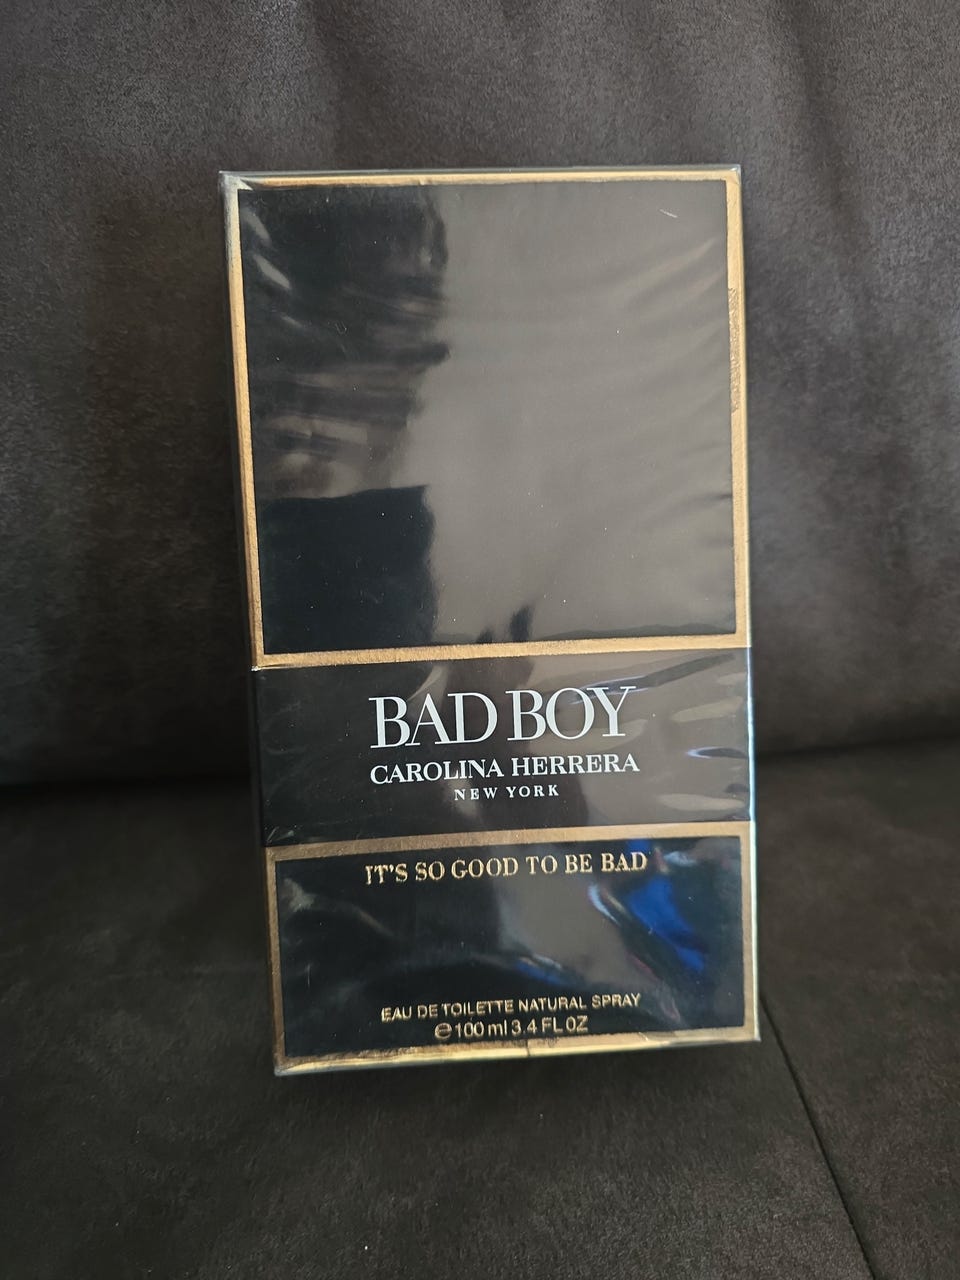 BAD BOY
CAROLINA HERRERA
NEW YORK
IT'S SO GOOD TO BE BAD
EAU DE TOILETTE NATURAL SPRAY
℮100 ml 3.4 FL OZ